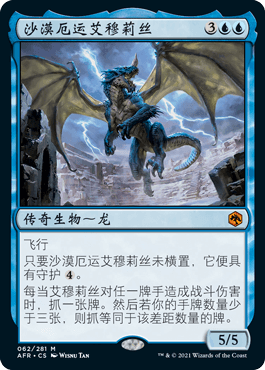 沙漠厄运艾穆莉丝 3
传奇生物～龙
飞行
只要沙漠厄运艾穆莉丝未横置，它便具
有守护 4。
每当艾穆莉丝对任一牌手造成战斗伤害
时，抓一张牌。然后若你的手牌数量少
于三张，则抓等同于该差距数量的牌。
5/5
062/281 M
AFR • CS WISNU TAN
™ & © 2021 Wizards of the Coast